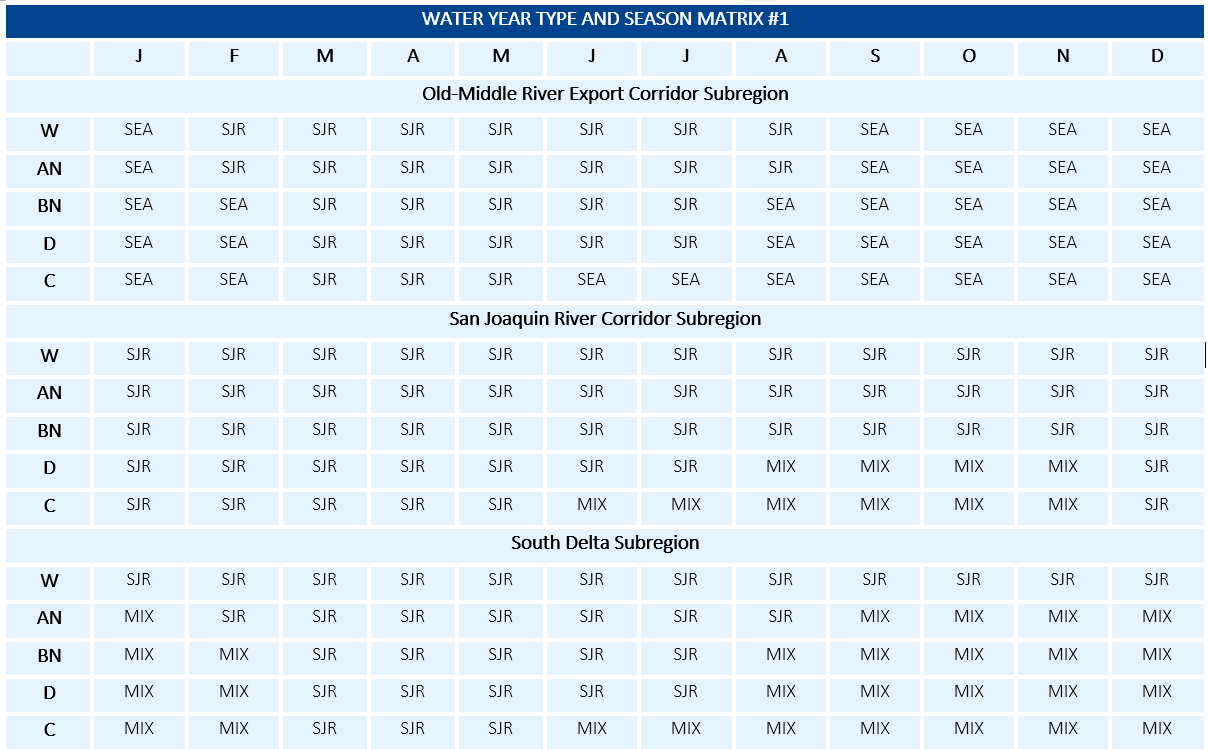 WATER YEAR TYPE AND SEASON MATRIX #1
J F M A M J J A S O N D
Old-Middle River Export Corridor Subregion
W SEA SJR SJR SJR SJR SJR SJR SJR SEA SEA SEA SEA
AN SEA SJR SJR SJR SJR SJR SJR SJR SEA SEA SEA SEA
BN SEA SEA SJR SJR SJR SJR SJR SEA SEA SEA SEA SEA
D SEA SEA SJR SJR SJR SJR SJR SEA SEA SEA SEA SEA
C SEA SEA SJR SJR SJR SEA SEA SEA SEA SEA SEA SEA
San Joaquin River Corridor Subregion
W SJR SJR SJR SJR SJR SJR SJR SJR SJR SJR SJR SJR
AN SJR SJR SJR SJR SJR SJR SJR SJR SJR SJR SJR SJR
BN SJR SJR SJR SJR SJR SJR SJR SJR SJR SJR SJR SJR
D SJR SJR SJR SJR SJR SJR SJR MIX MIX MIX MIX SJR
C SJR SJR SJR SJR SJR MIX MIX MIX MIX MIX MIX SJR
South Delta Subregion
W SJR SJR SJR SJR SJR SJR SJR SJR SJR SJR SJR SJR
AN MIX SJR SJR SJR SJR SJR SJR SJR MIX MIX MIX MIX
BN MIX MIX SJR SJR SJR SJR SJR MIX MIX MIX MIX MIX
D MIX MIX SJR SJR SJR SJR SJR MIX MIX MIX MIX MIX
C MIX MIX SJR SJR SJR MIX MIX MIX MIX MIX MIX MIX